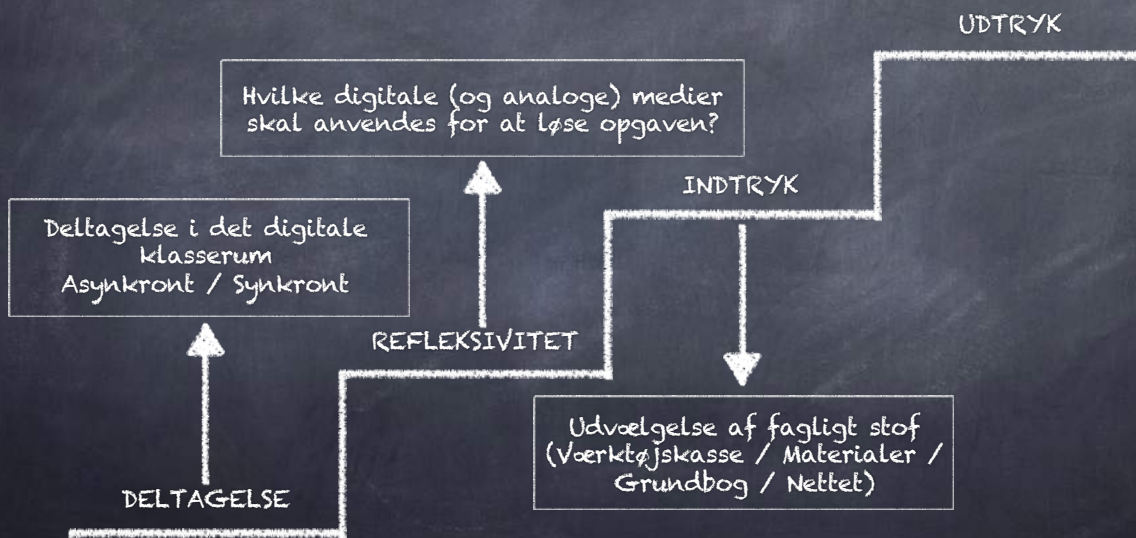 UDTRYK
Hvilke digitale (og analoge) medier
skal anvendes for at løse opgaven?
INDTRYK
Deltagelse i det digitale
klasserum
Asynkront / Synkront
REFLEKSIVITET
Udvælgelse af fagligt stof
(Værktøjskasse / Materialer /
Grundbog / Nettet)
DELTAGELSE